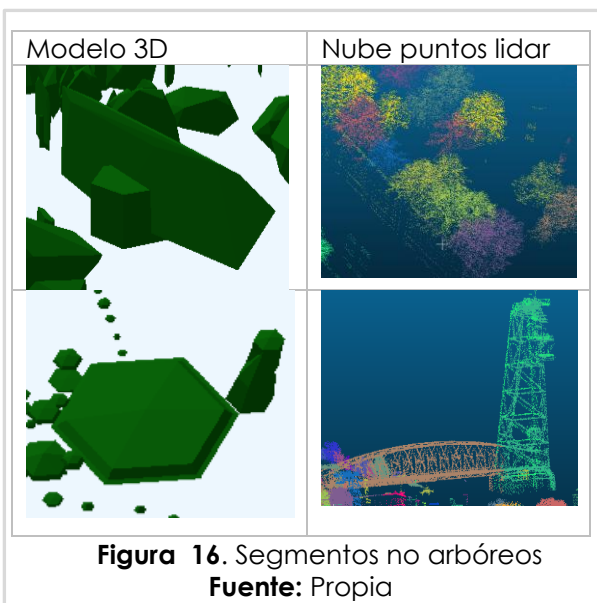 Modelo 3D
Nube puntos lidar
Figura 16. Segmentos no arbóreos
Fuente: Propia